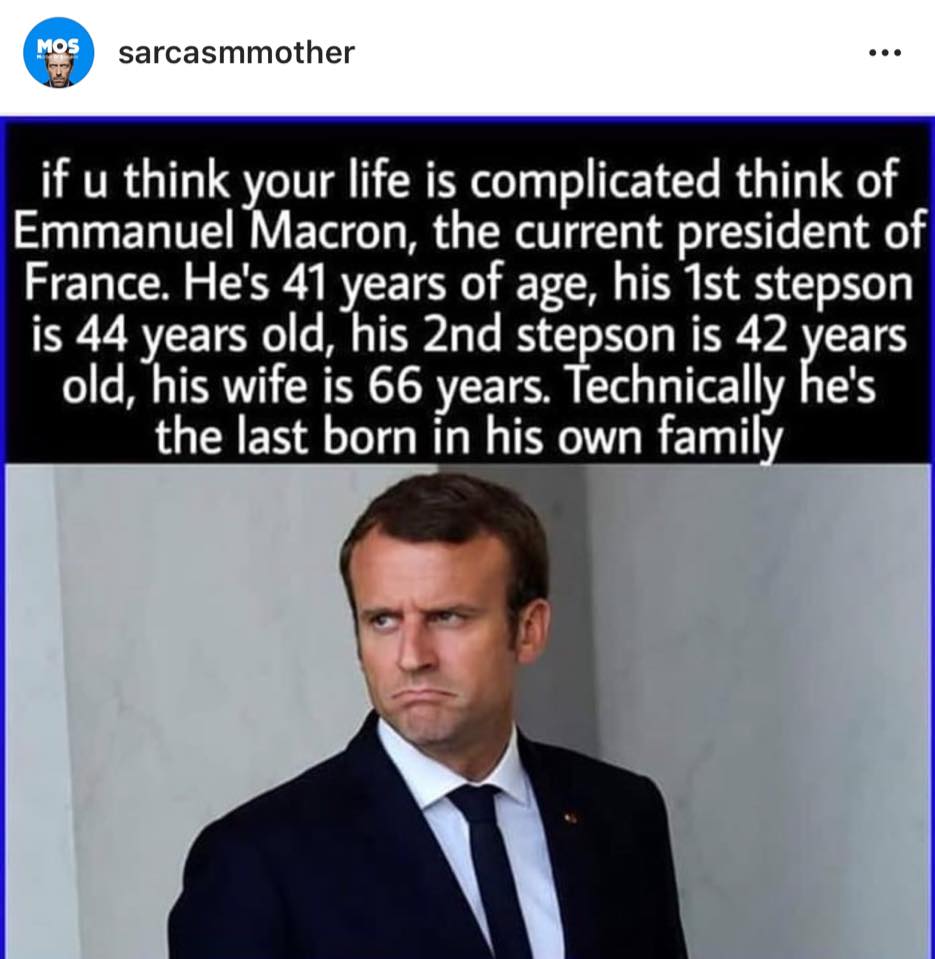 MOS
sarcasmmother
if u think your life is complicated think of
Emmanuel Macron, the current president of
France. He's 41 years of age, his 1st stepson
is 44 years old, his 2nd stepson is 42 years
old, his wife is 66 years. Technically he's
the last born in his own family